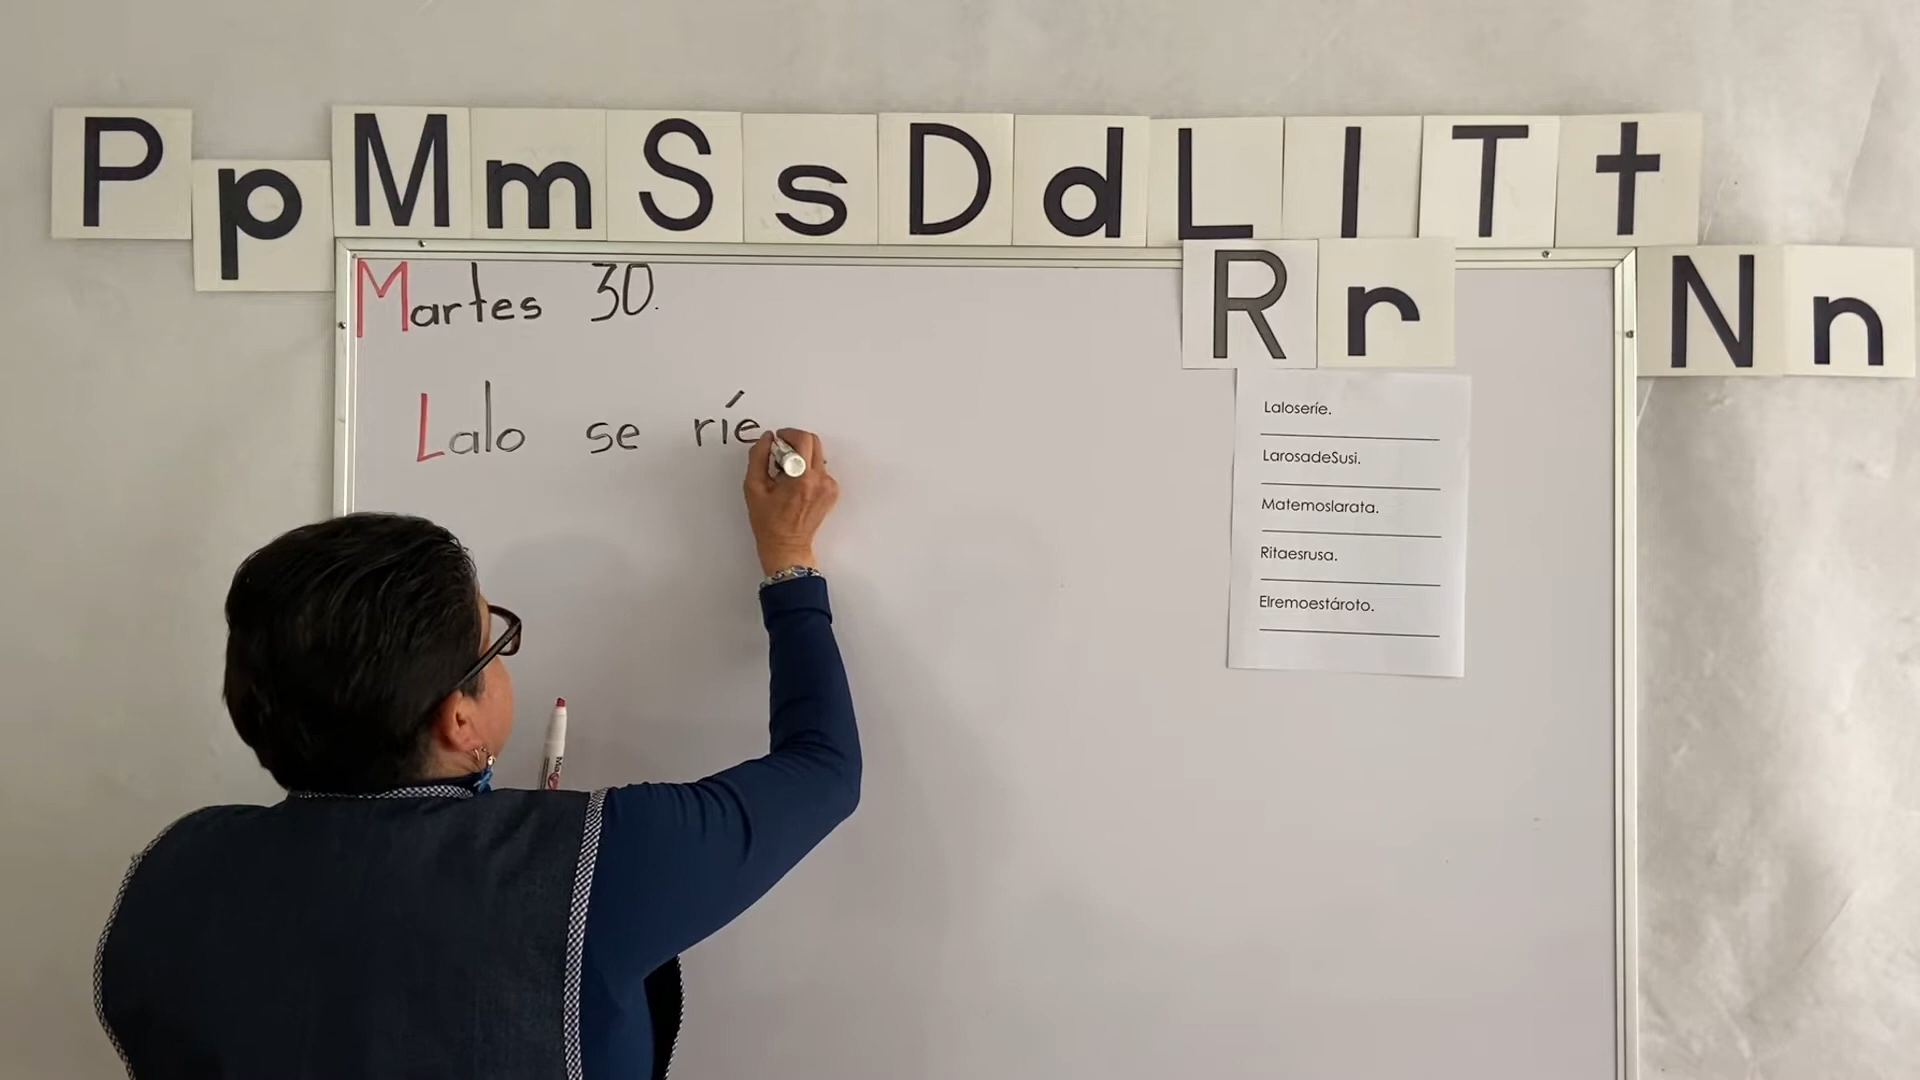 P p M m S s D d L l T t
R r N n
Martes 30.
Lalo se ríe
Laloseríe.
LarosadeSusi.
Matemoslarata.
Ritaesrusa.
Elremoestároto.